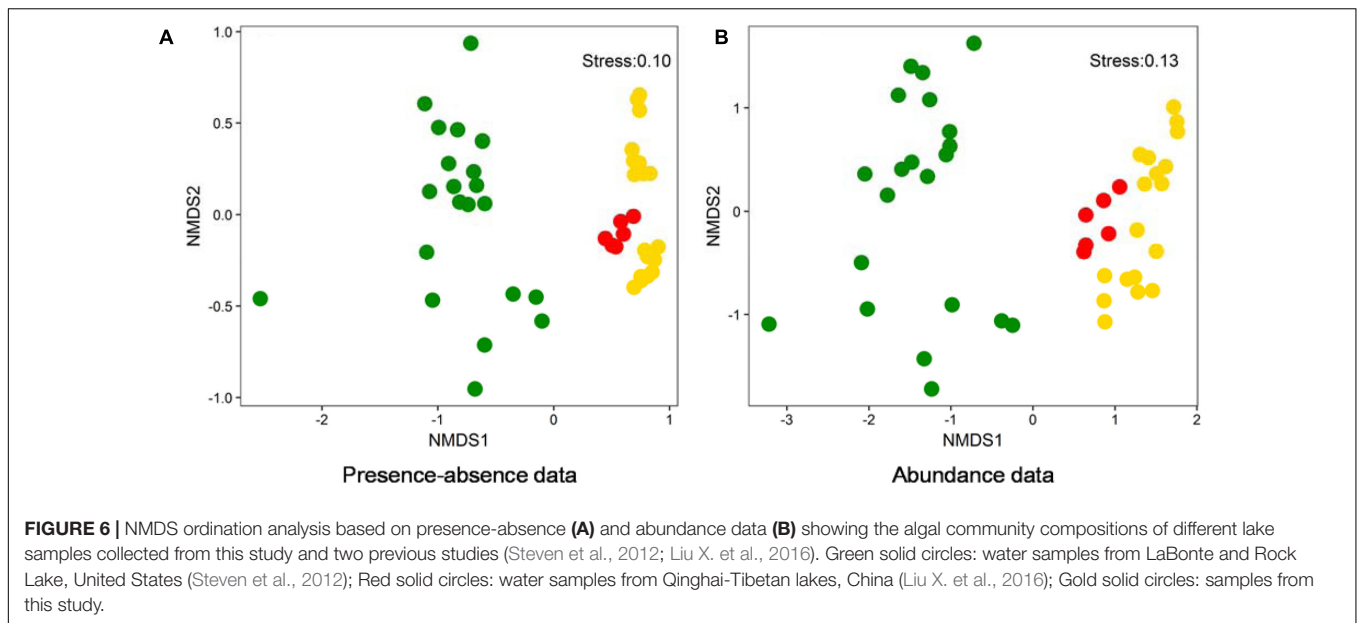 A
Stress:0.10
1.0
0.5
0.0
-0.5
-1.0
NMDS2
-2
-1
0
1
NMDS1
Presence-absence data
B
Stress:0.13
1
0
-1
NMDS2
-3
-2
-1
0
1
2
NMDS1
Abundance data
FIGURE 6 | NMDS ordination analysis based on presence-absence (A) and abundance data (B) showing the algal community compositions of different lake
samples collected from this study and two previous studies (Steven et al., 2012; Liu X. et al., 2016). Green solid circles: water samples from LaBonte and Rock
Lake, United States (Steven et al., 2012); Red solid circles: water samples from Qinghai-Tibetan lakes, China (Liu X. et al., 2016); Gold solid circles: samples from
this study.